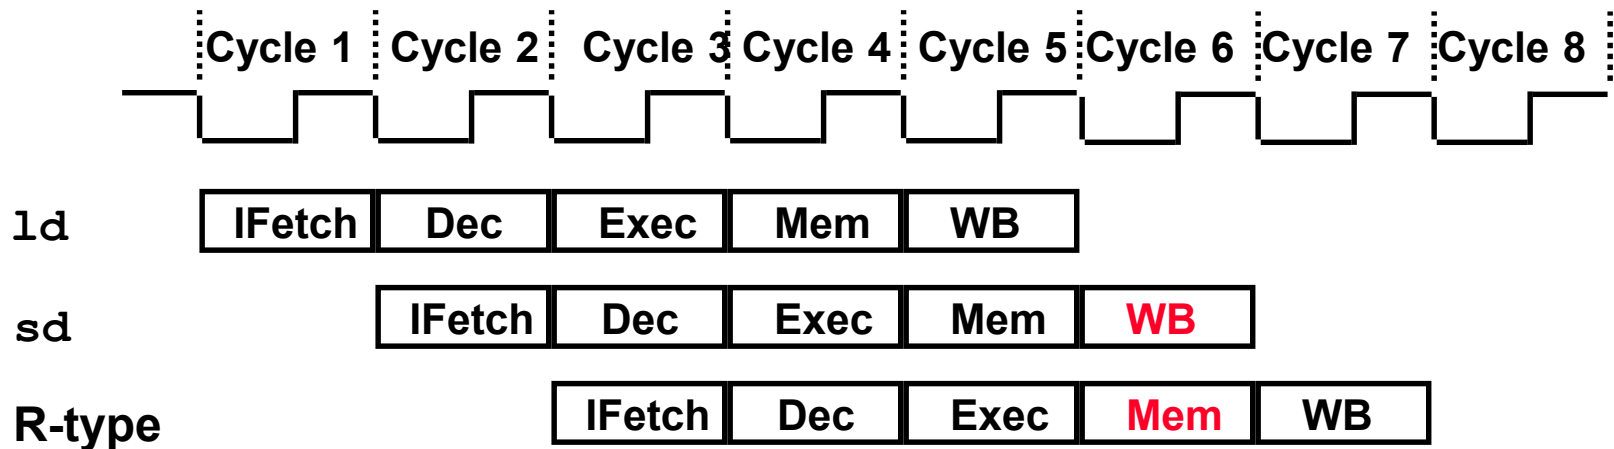 Cycle 1 Cycle 2 Cycle 3 Cycle 4 Cycle 5 Cycle 6 Cycle 7 Cycle 8
ld IFetch Dec Exec Mem WB
sd IFetch Dec Exec Mem WB
R-type IFetch Dec Exec Mem WB